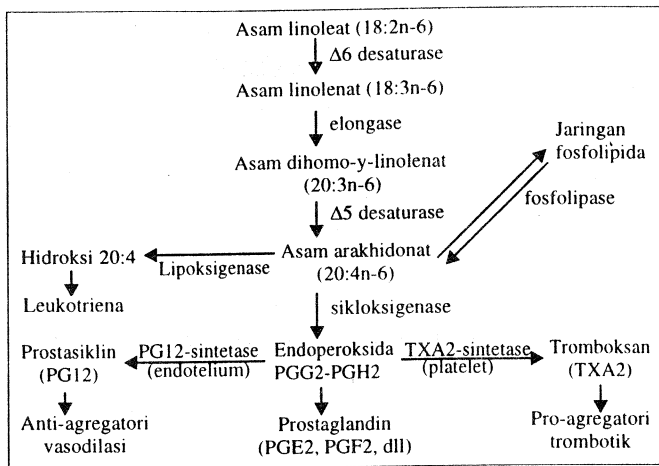 Asam linoleat (18:2n-6)
Δ6 desaturase
Asam linolenat (18:3n-6)
elongase
Jaringan
fosfolipida
Asam dihomo-y-linolenat
(20:3n-6)
fosfolipase
Δ5 desaturase
Hidroksi 20:4
Lipoksigenase
Asam arakhidonat
(20:4n-6)
Leukotriena
sikloksigenase
Prostasiklin
(PG12)
PG12-sintetase
(endotelium)
Endoperoksida
PGG2-PGH2
TXA2-sintetase
(platelet)
Tromboksan
(TXA2)
Anti-agregatori
vasodilasi
Prostaglandin
(PGE2, PGF2, dll)
Pro-agregatori
trombotik